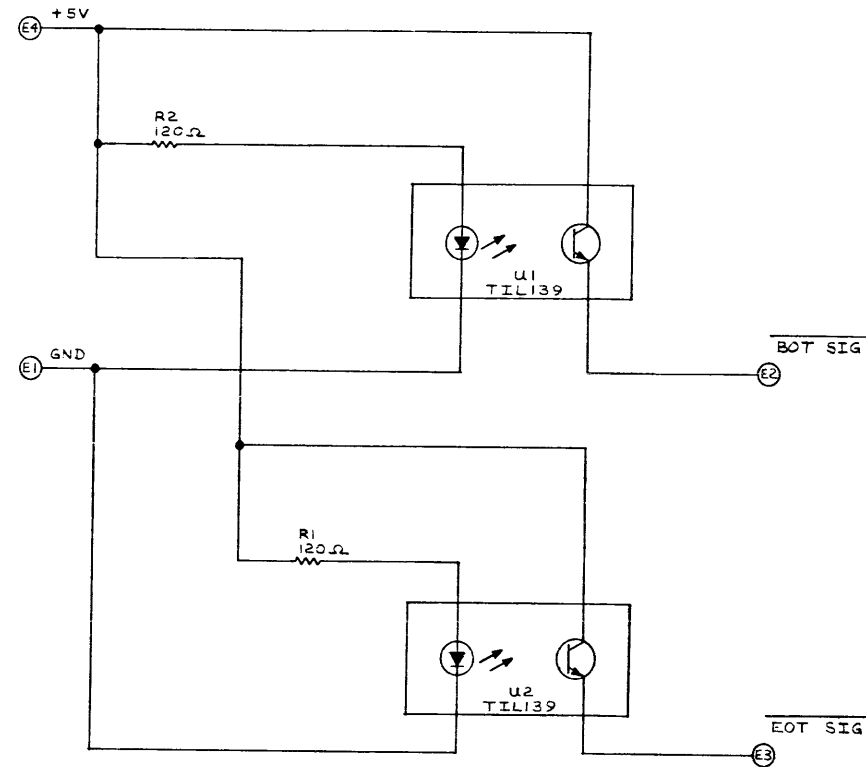 E4 +5V
R2
120Ω
U1
TIL139
E1 GND
BOT SIG
E2
R1
120Ω
U2
TIL139
EOT SIG
E3